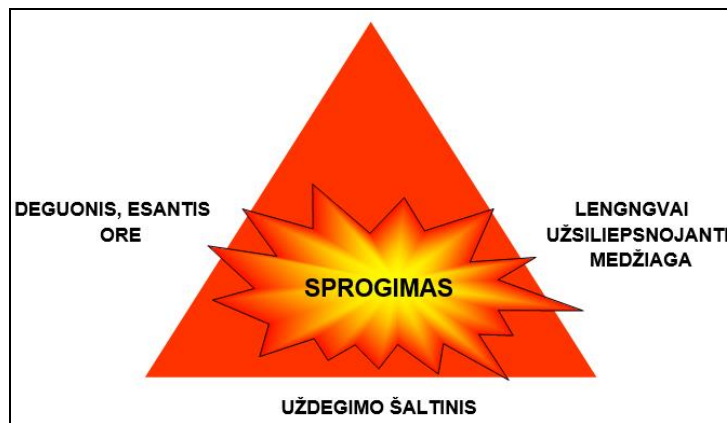 DEGUONIS, ESANTIS
ORE
LENGNGVAI
UŽSILIEPSNOJANTI
MEDŽIAGA
SPROGIMAS
UŽDEGIMO ŠALTINIS